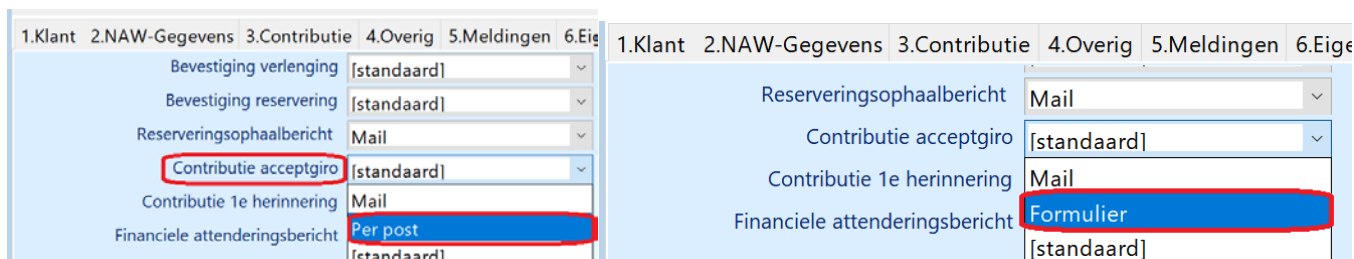 1.Klant 2.NAW-Gegevens 3.Contributie 4.Overig 5.Meldingen 6.Eig
Bevestiging verlenging [standaard]
Bevestiging reservering [standaard]
Reserveringsophaalbericht Mail
Contributie acceptgiro [standaard]
Contributie 1e herinnering Mail
Financiele attenderingsbericht Per post
[standaard]
1.Klant 2.NAW-Gegevens 3.Contributie 4.Overig 5.Meldingen 6.Eige
Reserveringsophaalbericht Mail
Contributie acceptgiro [standaard]
Contributie 1e herinnering Mail
Financiele attenderingsbericht Formulier
[standaard]